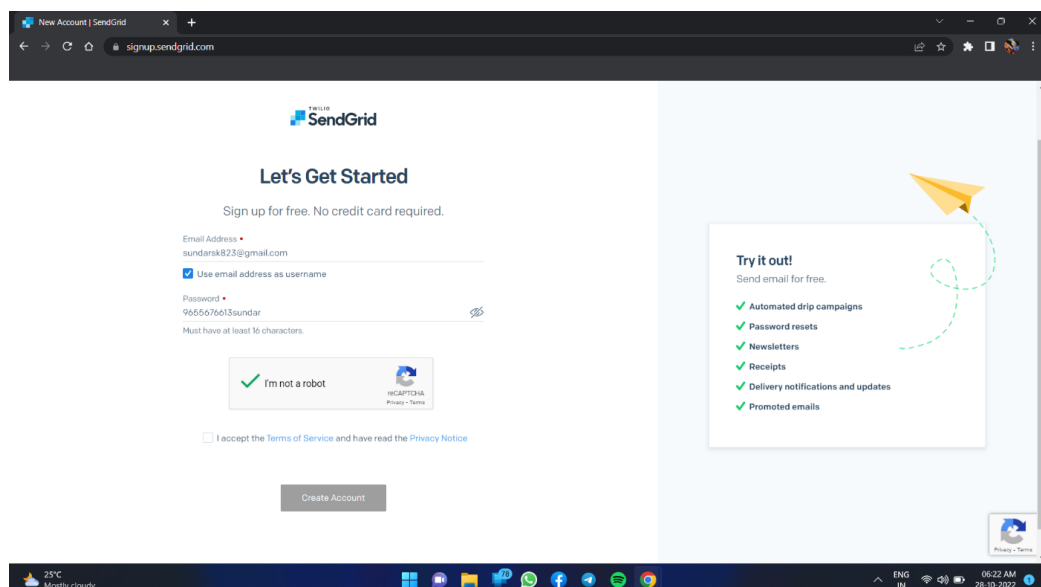 New Account | SendGrid
signup.sendgrid.com
TWILIO
SendGrid
Let's Get Started
Sign up for free. No credit card required.
Email Address •
sundarsk823@gmail.com
Use email address as username
Password •
9655676613sundar
Must have at least 16 characters.
I'm not a robot
reCAPTCHA
Privacy - Terms
I accept the Terms of Service and have read the Privacy Notice
Create Account
Try it out!
Send email for free.
Automated drip campaigns
Password resets
Newsletters
Receipts
Delivery notifications and updates
Promoted emails
Privacy - Terms
25°C
Mostly cloudy
78
ENG
IN
06:22 AM
28-10-2022
1